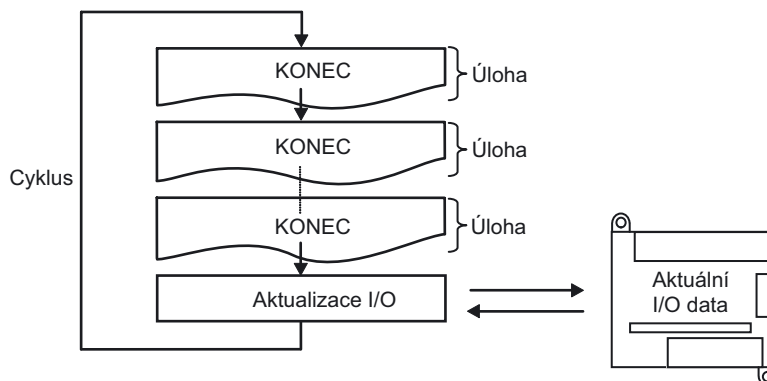 KONEC
Úloha
KONEC
Úloha
Cyklus
KONEC
Úloha
Aktualizace I/O
Aktuální
I/O data